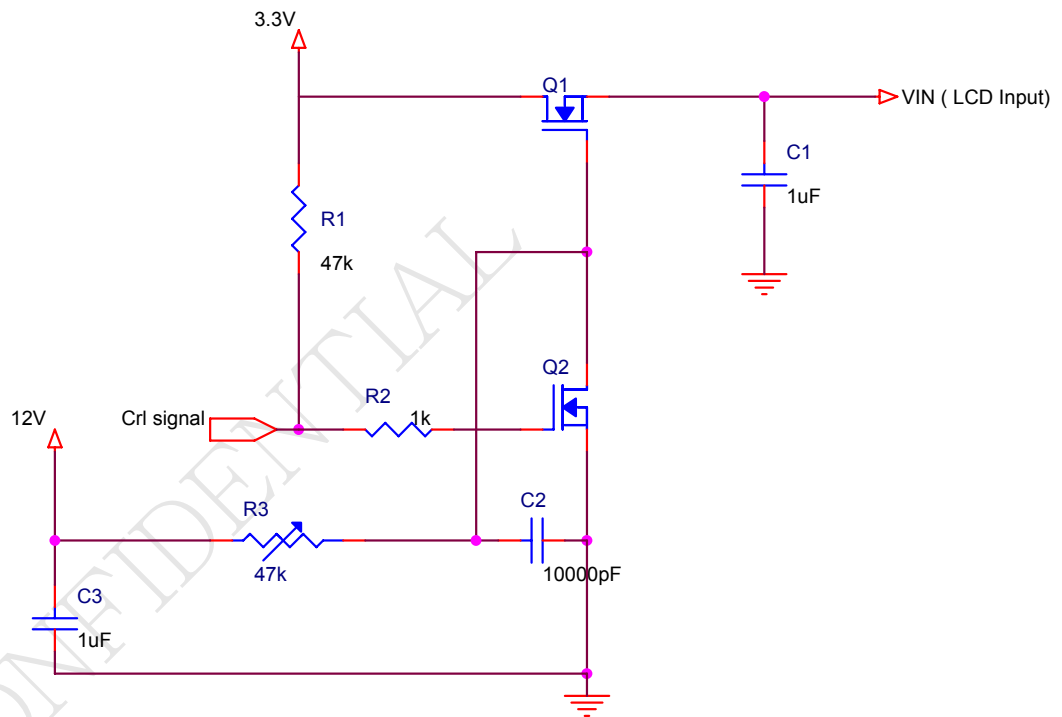 3.3V
Q1
VIN ( LCD Input)
C1
1uF
R1
47k
Q2
12V
Crl signal
R2
1k
C2
R3
10000pF
47k
C3
1uF
ONFIDENTIAL